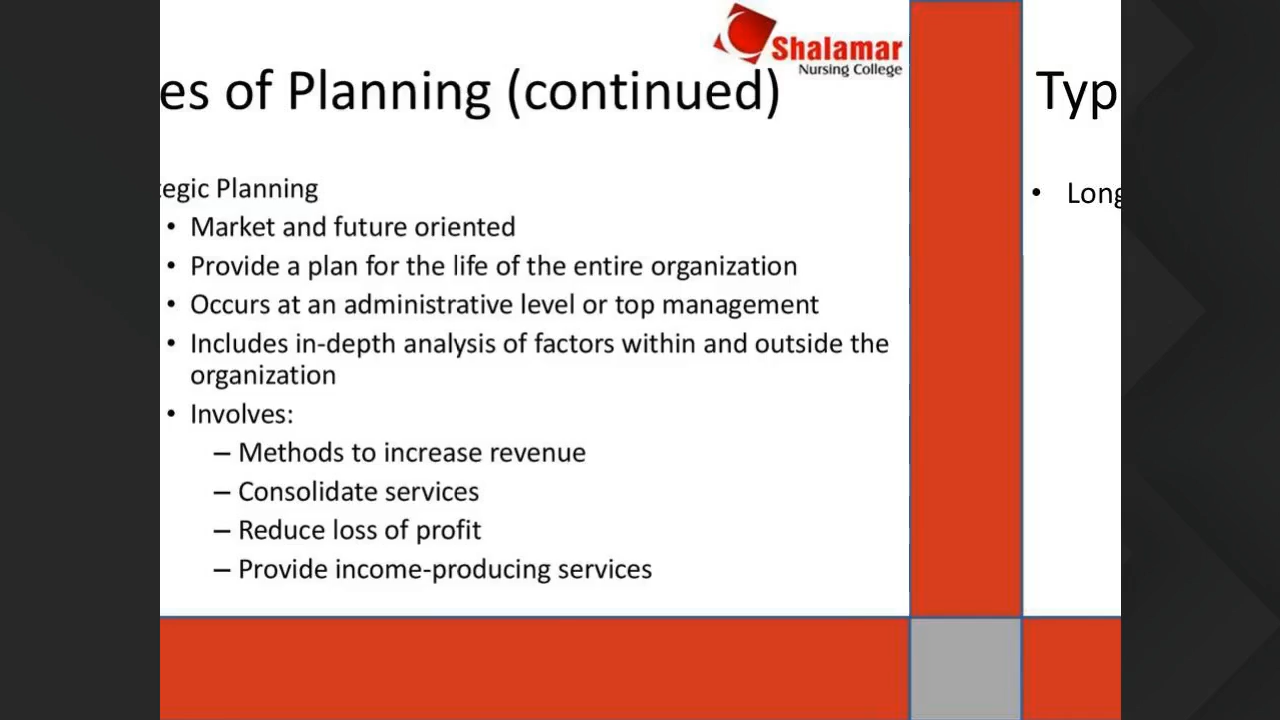 Shalamar
Nursing College
es of Planning (continued)
tegic Planning
• Market and future oriented
• Provide a plan for the life of the entire organization
• Occurs at an administrative level or top management
• Includes in-depth analysis of factors within and outside the
organization
• Involves:
– Methods to increase revenue
– Consolidate services
– Reduce loss of profit
– Provide income-producing services
Typ
• Long